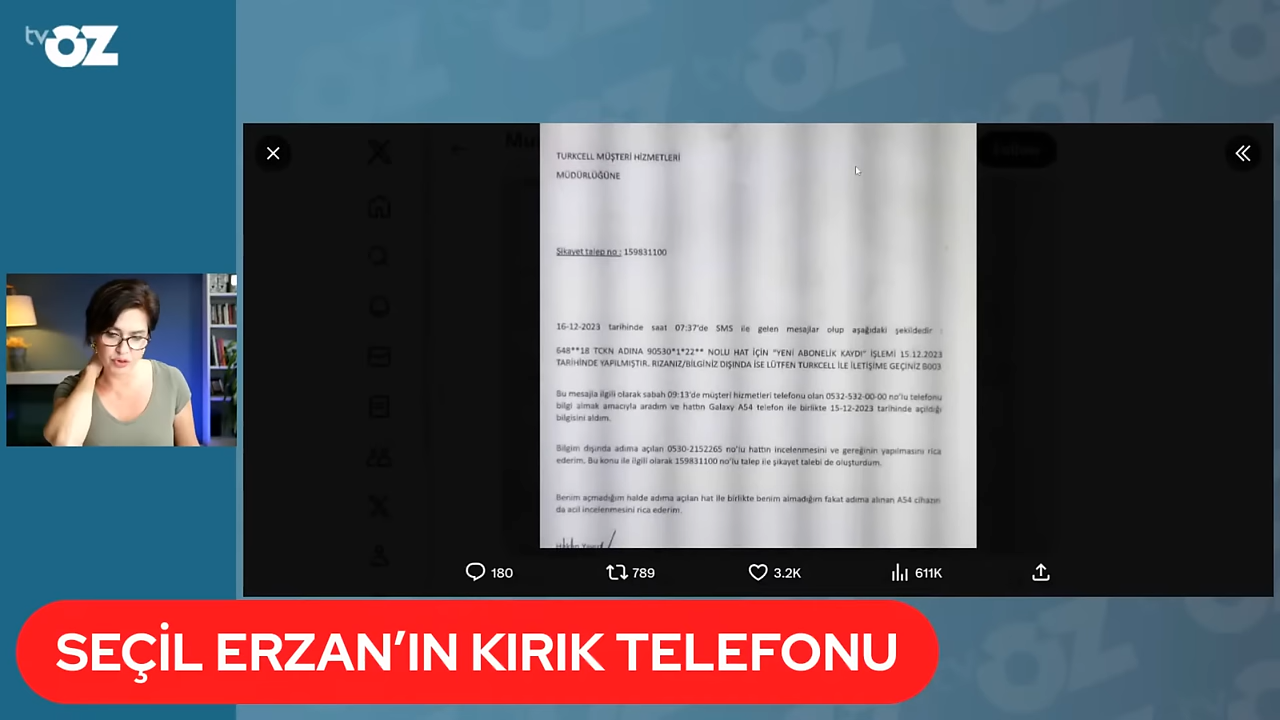 tv ÖZ
TURKCELL MÜŞTERİ HİZMETLERİ
MÜDÜRLÜĞÜNE
Şikayet talep no : 159831100
16-12-2023 tarihinde saat 07:37'de SMS ile gelen mesajlar olup aşağıdaki şekildedir :
648**18 TCKN ADINA 90530*1*22** NOLU HAT İÇİN "YENİ ABONELİK KAYDI" İŞLEMİ 15.12.2023
TARİHİNDE YAPILMIŞTIR. RIZANIZ/BİLGİNİZ DIŞINDA İSE LÜTFEN TURKCELL İLE İLETİŞİME GEÇİNİZ B003
Bu mesajla ilgili olarak sabah 09:13'de müşteri hizmetleri telefonu olan 0532-532-00-00 no'lu telefonu
bilgi almak amacıyla aradım ve hattın Galaxy A54 telefon ile birlikte 15-12-2023 tarihinde açıldığı
bilgisini aldım.
Bilgim dışında adıma açılan 0530-2152265 no'lu hattın incelenmesini ve gereğinin yapılmasını rica
ederim. Bu konu ile ilgili olarak 159831100 no'lu talep ile şikayet talebi de oluşturdum.
Benim açmadığım halde adıma açılan hat ile birlikte benim almadığım fakat adıma alınan A54 cihazın
da acil incelenmesini rica ederim.
180 789 3.2K 611K
SEÇİL ERZAN'IN KIRIK TELEFONU